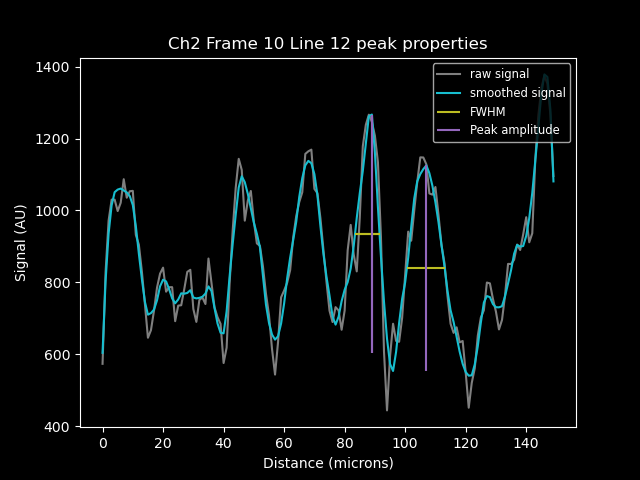 Ch2 Frame 10 Line 12 peak properties
1400
1200
1000
800
600
400
Signal (AU)
raw signal
smoothed signal
FWHM
Peak amplitude
0 20 40 60 80 100 120 140
Distance (microns)